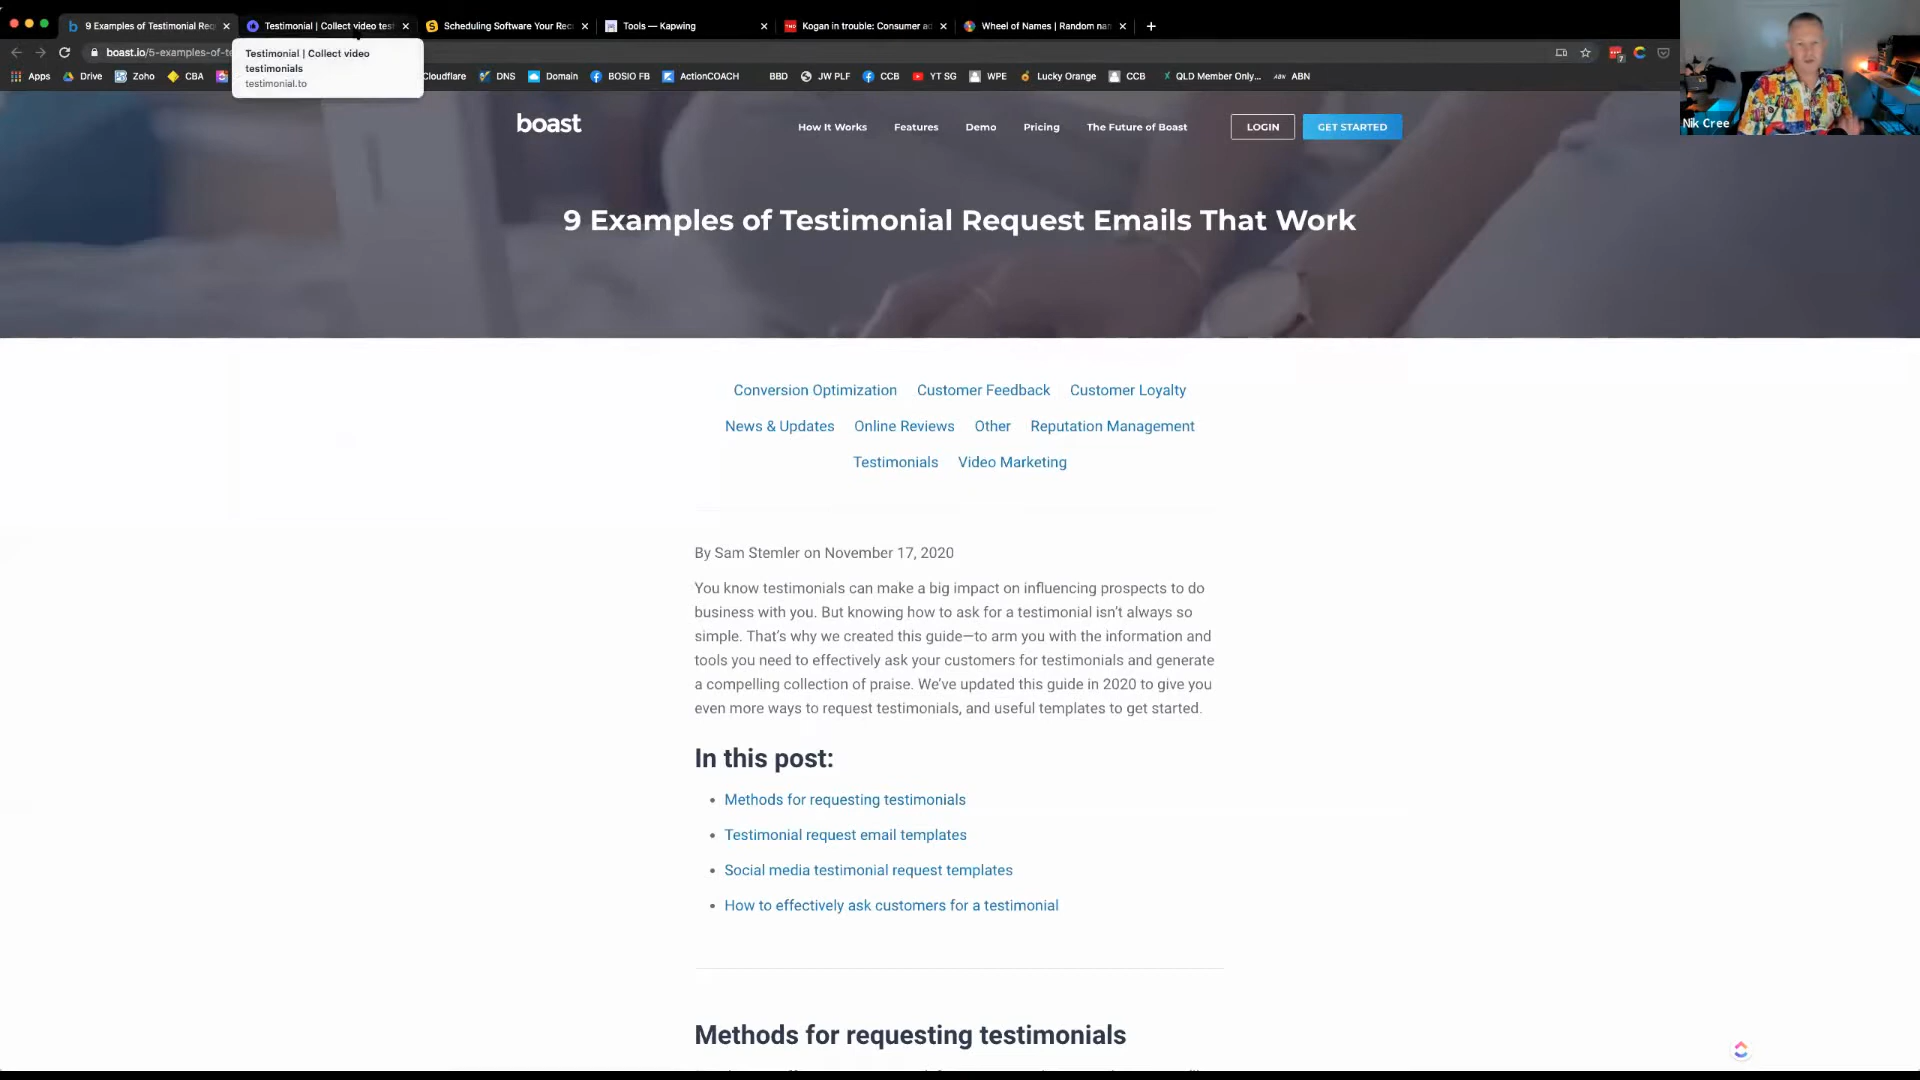 9 Examples of Testimonial Req
Testimonial | Collect video test
Scheduling Software Your Rec
Tools — Kapwing
Kogan in trouble: Consumer ad
Wheel of Names | Random nam
boast.io/5-examples-of-te
Testimonial | Collect video
testimonials
testimonial.to
Apps Drive Zoho CBA Cloudflare DNS Domain BOSIO FB ActionCOACH BBD JW PLF CCB YT SG WPE Lucky Orange CCB QLD Member Only... ABN
Nik Cree
boast
How It Works Features Demo Pricing The Future of Boast LOGIN GET STARTED
9 Examples of Testimonial Request Emails That Work
Conversion Optimization Customer Feedback Customer Loyalty
News & Updates Online Reviews Other Reputation Management
Testimonials Video Marketing
By Sam Stemler on November 17, 2020
You know testimonials can make a big impact on influencing prospects to do
business with you. But knowing how to ask for a testimonial isn't always so
simple. That's why we created this guide—to arm you with the information and
tools you need to effectively ask your customers for testimonials and generate
a compelling collection of praise. We've updated this guide in 2020 to give you
even more ways to request testimonials, and useful templates to get started.
In this post:
• Methods for requesting testimonials
• Testimonial request email templates
• Social media testimonial request templates
• How to effectively ask customers for a testimonial
Methods for requesting testimonials